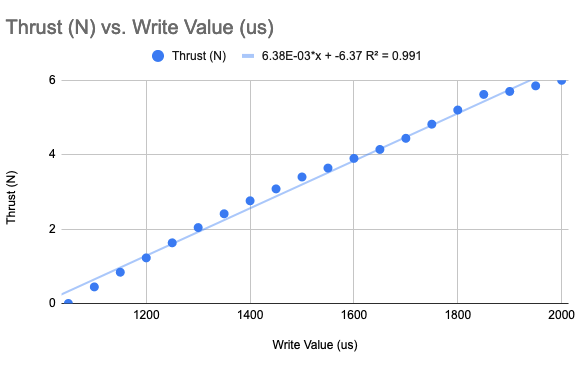 Thrust (N) vs. Write Value (us)
Thrust (N) 6.38E-03*x + -6.37 R² = 0.991
6
4
2
0
Thrust (N)
1200 1400 1600 1800 2000
Write Value (us)